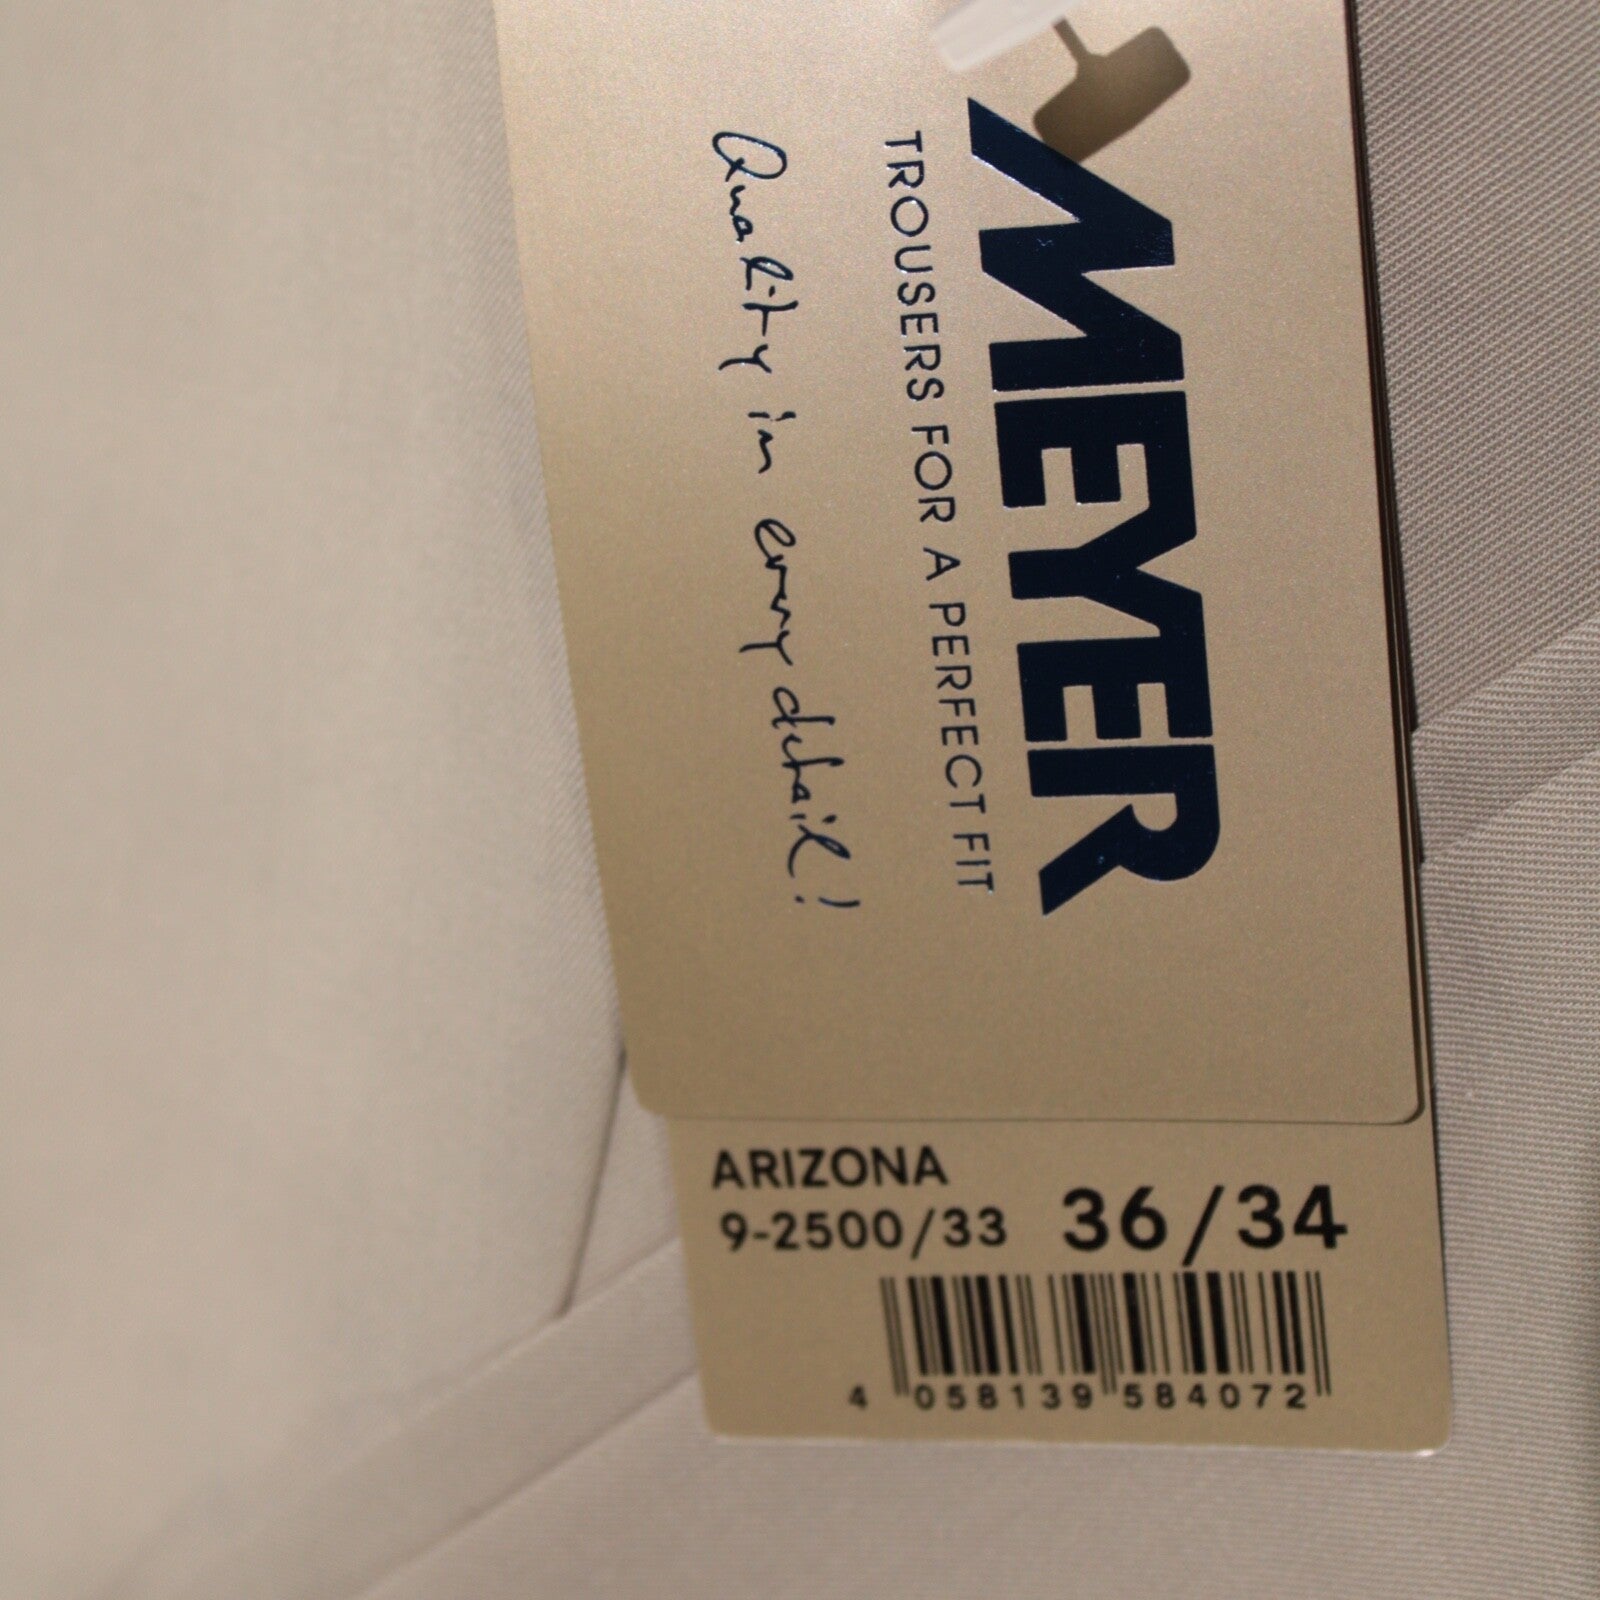 MEYER
TROUSERS FOR A PERFECT FIT
Quality in every detail!
ARIZONA
9-2500/33 36/34
4 058139 584072